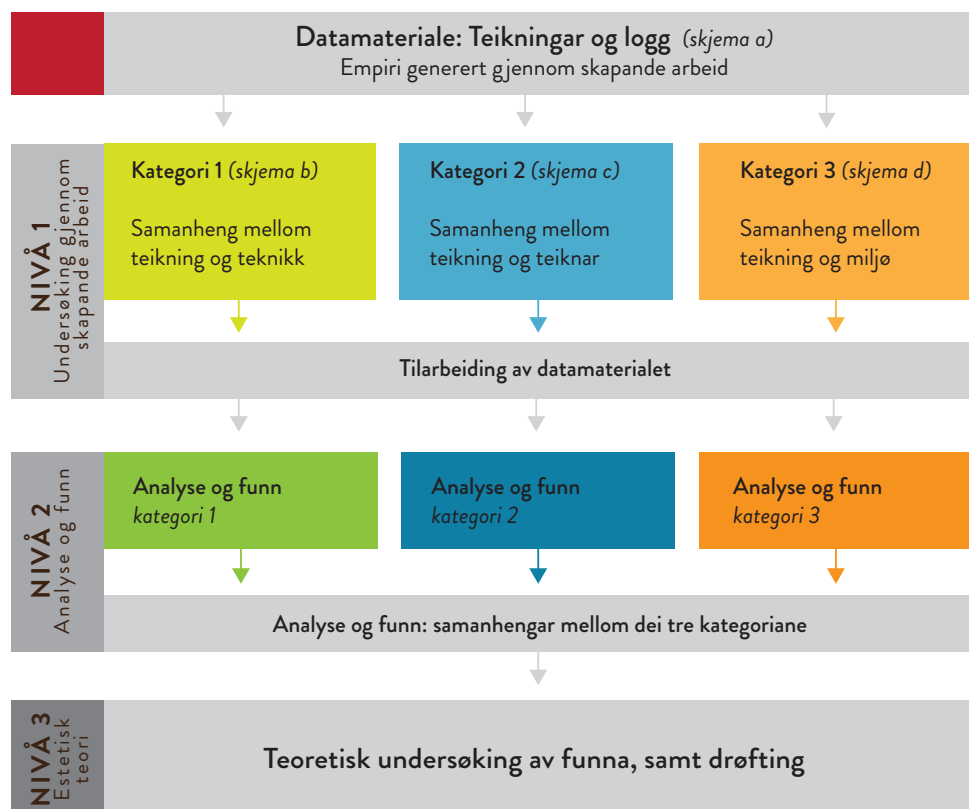 Datamateriale: Teikningar og logg (skjema a)
Empiri generert gjennom skapande arbeid
NIVÅ 1
Undersøking gjennom
skapande arbeid
Kategori 1 (skjema b)
Samanheng mellom
teikning og teknikk
Kategori 2 (skjema c)
Samanheng mellom
teikning og teiknar
Kategori 3 (skjema d)
Samanheng mellom
teikning og miljø
Tilarbeiding av datamaterialet
NIVÅ 2
Analyse og funn
Analyse og funn
kategori 1
Analyse og funn
kategori 2
Analyse og funn
kategori 3
Analyse og funn: samanhengar mellom dei tre kategoriane
NIVÅ 3
Estetisk
teori
Teoretisk undersøking av funna, samt drøfting